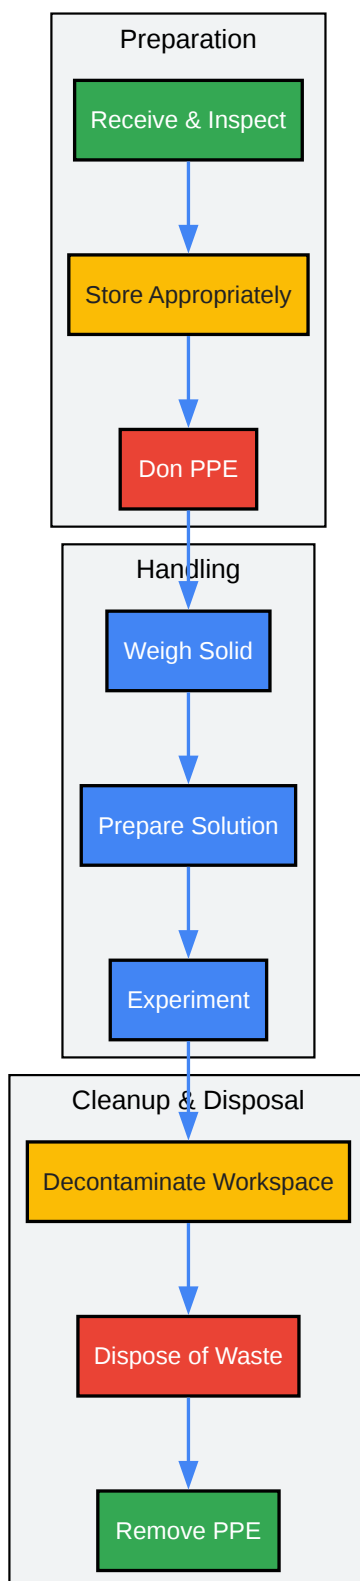 Preparation
Receive & Inspect
Store Appropriately
Don PPE
Handling
Weigh Solid
Prepare Solution
Experiment
Cleanup & Disposal
Decontaminate Workspace
Dispose of Waste
Remove PPE